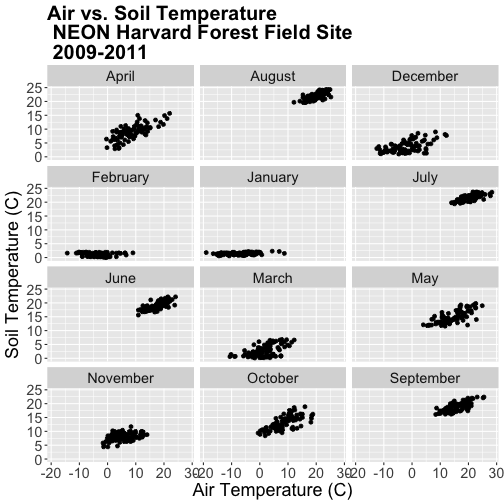 Air vs. Soil Temperature
NEON Harvard Forest Field Site
2009-2011
April August December
25
20
15
10
5
0
February January July
25
20
15
10
5
0
June March May
25
20
15
10
5
0
November October September
25
20
15
10
5
0
-20 -10 0 10 20 30 -20 -10 0 10 20 30 -20 -10 0 10 20 30
Air Temperature (C)
Soil Temperature (C)